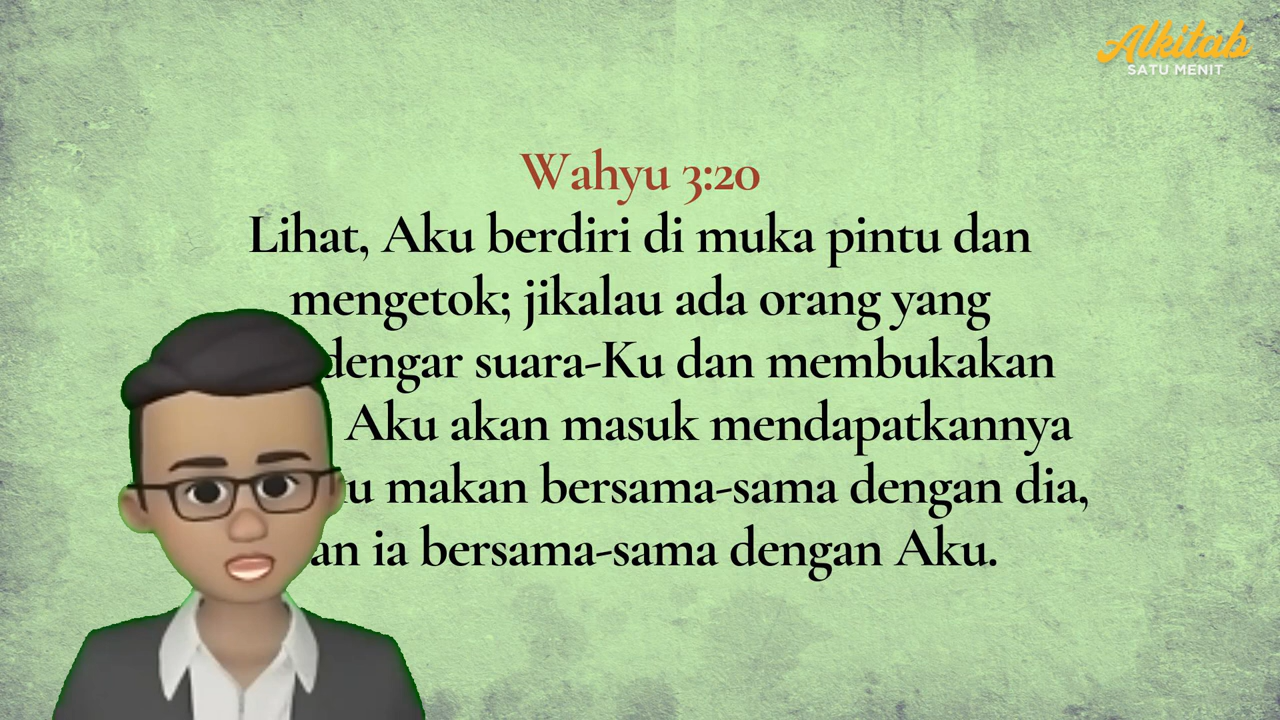 Alkitab
SATU MENIT
Wahyu 3:20
Lihat, Aku berdiri di muka pintu dan
mengetok; jikalau ada orang yang
dengar suara-Ku dan membukakan
Aku akan masuk mendapatkannya
makan bersama-sama dengan dia,
ia bersama-sama dengan Aku.